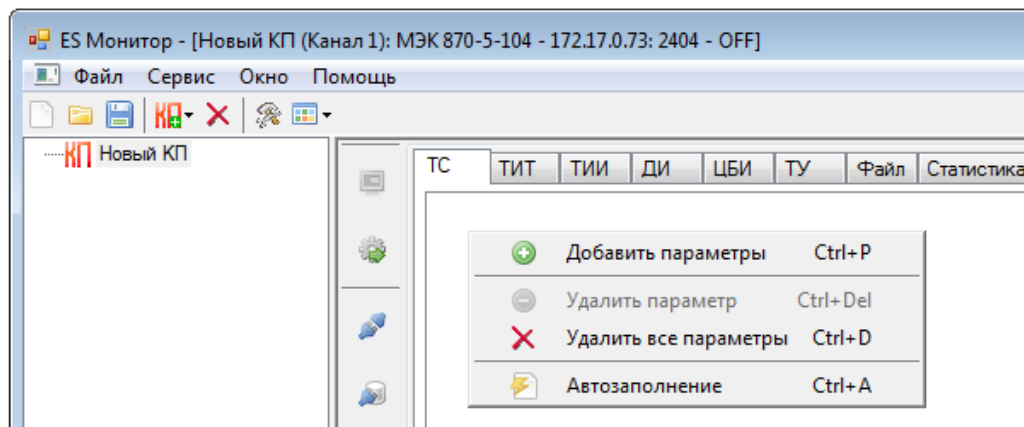 ES Монитор - [Новый КП (Канал 1): МЭК 870-5-104 - 172.17.0.73: 2404 - OFF]
Файл Сервис Окно Помощь
КП
КП Новый КП
ТС ТИТ ТИИ ДИ ЦБИ ТУ Файл Статистика
Добавить параметры Ctrl+P
Удалить параметр Ctrl+Del
Удалить все параметры Ctrl+D
Автозаполнение Ctrl+A